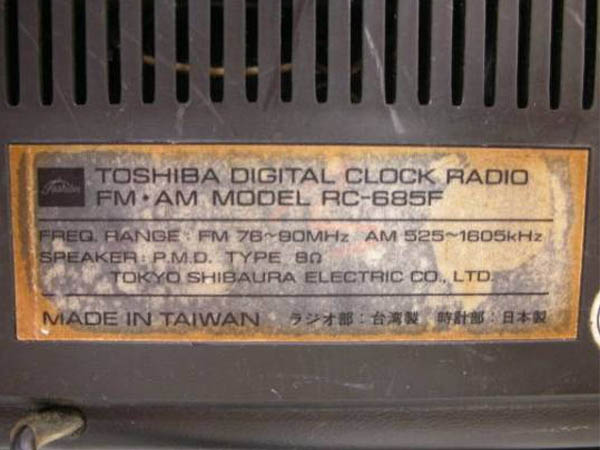 Toshiba
TOSHIBA DIGITAL CLOCK RADIO
FM・AM MODEL RC-685F
FREQ. RANGE : FM 76~90MHz AM 525~1605kHz
SPEAKER : P.M.D. TYPE 8Ω
TOKYO SHIBAURA ELECTRIC CO., LTD.
MADE IN TAIWAN ラジオ部:台湾製 時計部:日本製